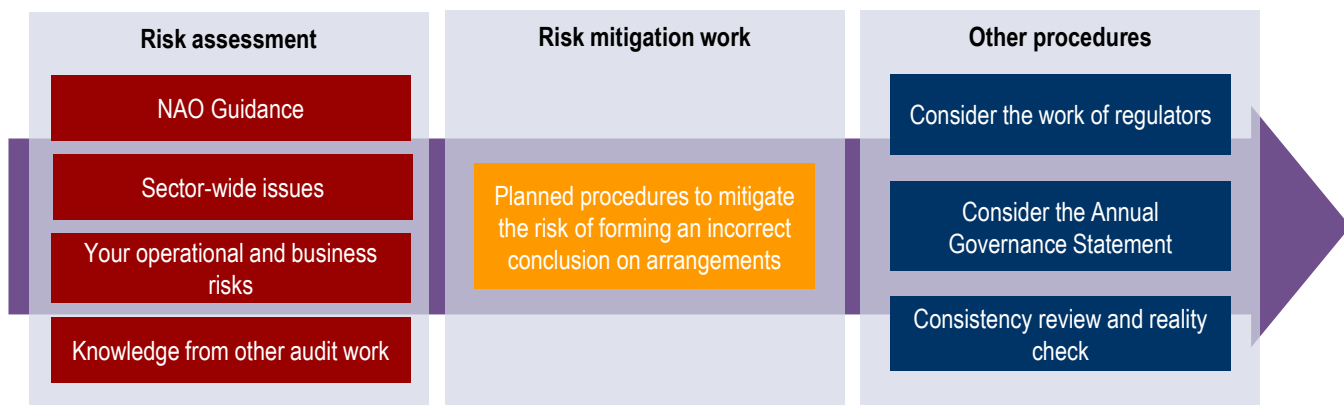 Risk assessment
NAO Guidance
Sector-wide issues
Your operational and business
risks
Knowledge from other audit work
Risk mitigation work
Planned procedures to mitigate
the risk of forming an incorrect
conclusion on arrangements
Other procedures
Consider the work of regulators
Consider the Annual
Governance Statement
Consistency review and reality
check